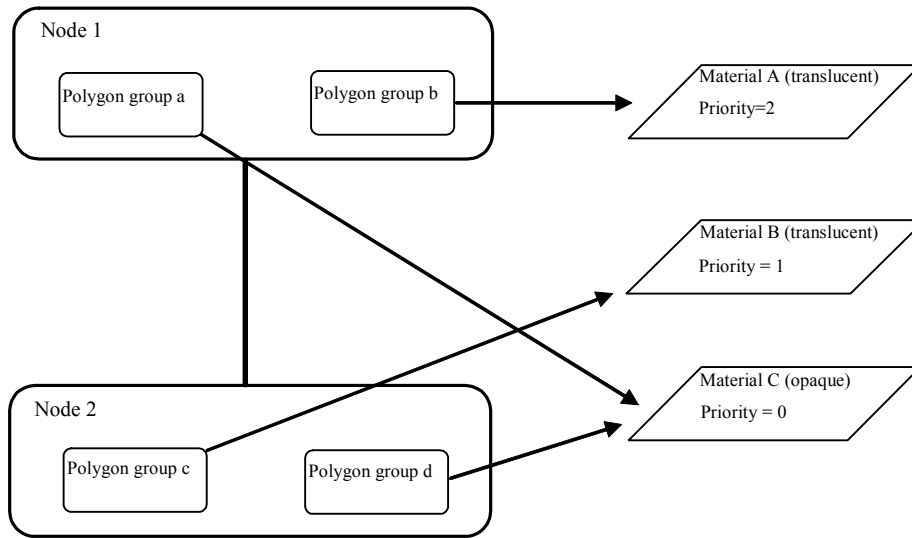 Node 1
Polygon group a
Polygon group b
Material A (translucent)
Priority=2
Material B (translucent)
Priority = 1
Material C (opaque)
Priority = 0
Node 2
Polygon group c
Polygon group d